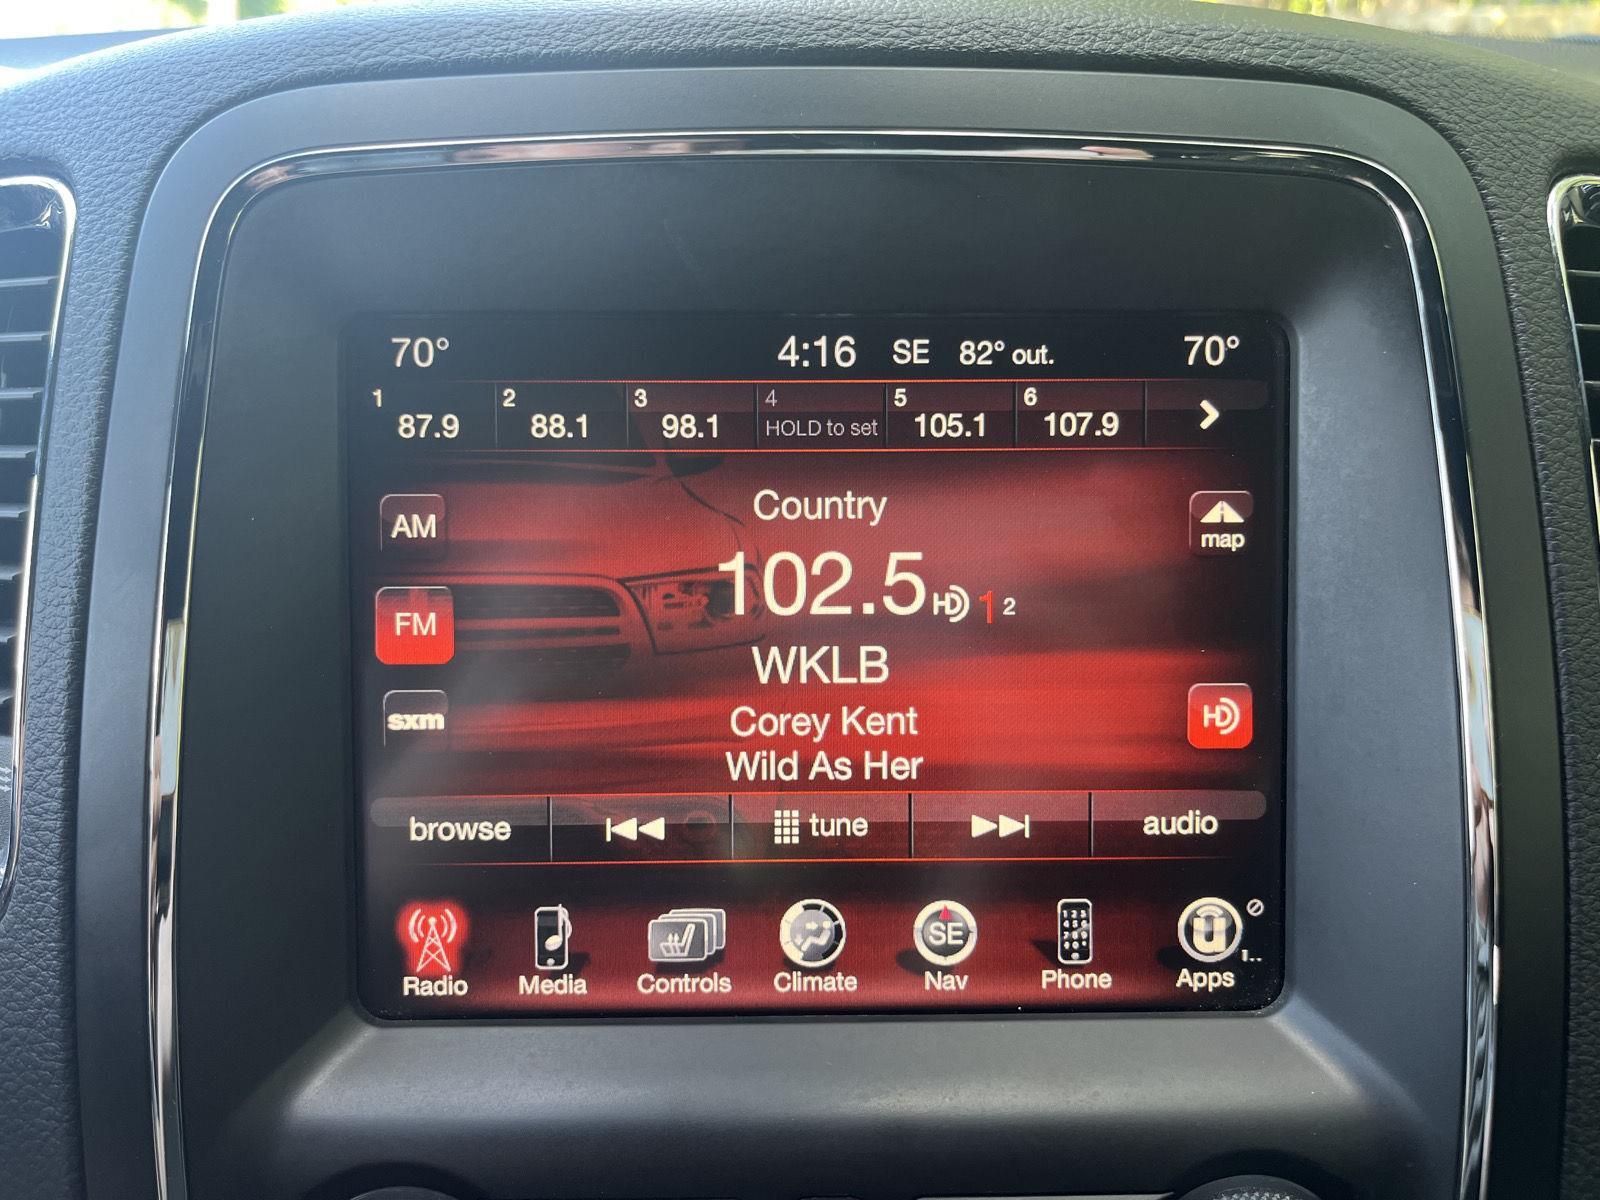 70° 4:16 SE 82° out. 70°
1 2 3 4 5 6
87.9 88.1 98.1 HOLD to set 105.1 107.9
Country
AM map
102.5 HD 1 2
FM
WKLB
sxm Corey Kent HD
Wild As Her
browse tune audio
SE
Radio Media Controls Climate Nav Phone Apps